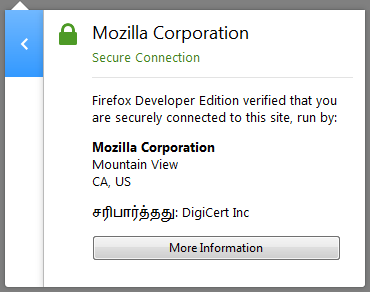 Mozilla Corporation
Secure Connection
Firefox Developer Edition verified that you
are securely connected to this site, run by:
Mozilla Corporation
Mountain View
CA, US
சரிபார்த்தது: DigiCert Inc
More Information